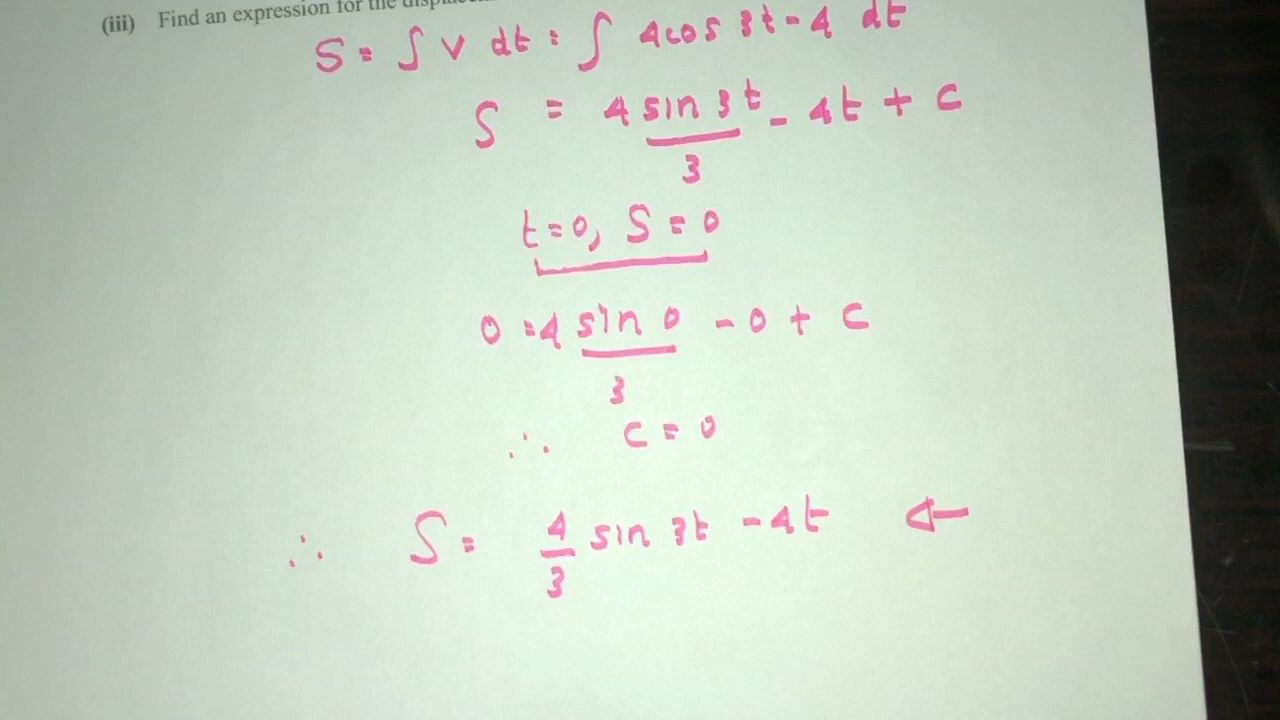 (iii) Find an expression for the
S = ∫ v dt = ∫ 4cos 3t - 4 dt
S = 4 sin 3t - 4t + c
3
t=0, S=0
0 = 4 sin 0 - 0 + c
3
∴ c = 0
∴ S = 4/3 sin 3t - 4t ←